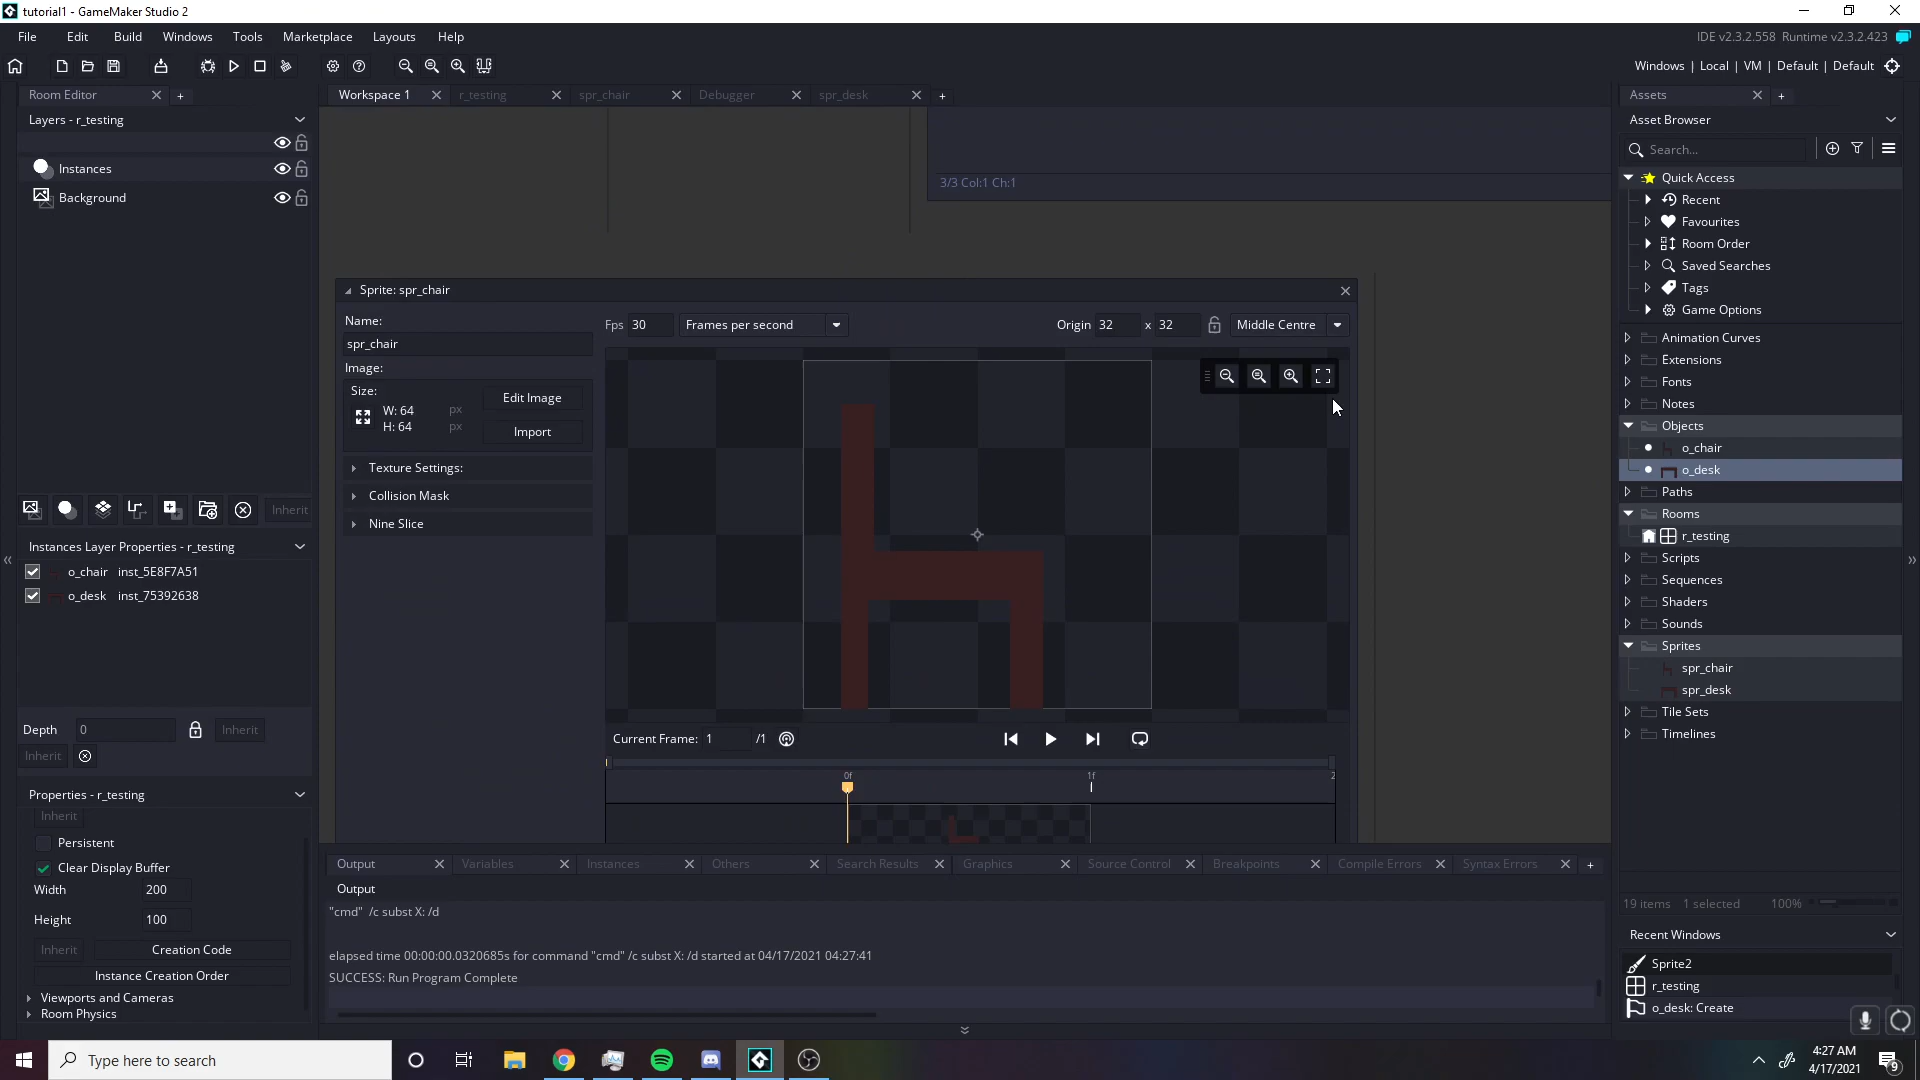 tutorial1 - GameMaker Studio 2
File Edit Build Windows Tools Marketplace Layouts Help
IDE v2.3.2.558 Runtime v2.3.2.423
Windows | Local | VM | Default | Default
Room Editor
Workspace 1 r_testing spr_chair Debugger spr_desk
Assets
Layers - r_testing
Asset Browser
Search...
Instances
Background
3/3 Col:1 Ch:1
Quick Access
Recent
Favourites
Room Order
Saved Searches
Tags
Game Options
Sprite: spr_chair
Name:
spr_chair
Fps 30 Frames per second
Origin 32 x 32 Middle Centre
Image:
Size:
W: 64 px
H: 64 px
Edit Image
Import
Texture Settings:
Collision Mask
Nine Slice
Animation Curves
Extensions
Fonts
Notes
Objects
o_chair
o_desk
Paths
Rooms
r_testing
Scripts
Sequences
Shaders
Sounds
Sprites
spr_chair
spr_desk
Tile Sets
Timelines
Inherit
Instances Layer Properties - r_testing
o_chair inst_5E8F7A51
o_desk inst_75392638
Depth 0 Inherit
Inherit
Current Frame: 1 /1
0f 1f 2
Properties - r_testing
Inherit
Persistent
Clear Display Buffer
Width 200
Height 100
Inherit Creation Code
Instance Creation Order
Viewports and Cameras
Room Physics
Output Variables Instances Others Search Results Graphics Source Control Breakpoints Compile Errors Syntax Errors
Output
"cmd" /c subst X: /d
elapsed time 00:00:00.0320685s for command "cmd" /c subst X: /d started at 04/17/2021 04:27:41
SUCCESS: Run Program Complete
19 items 1 selected 100%
Recent Windows
Sprite2
r_testing
o_desk: Create
Type here to search
4:27 AM
4/17/2021
9